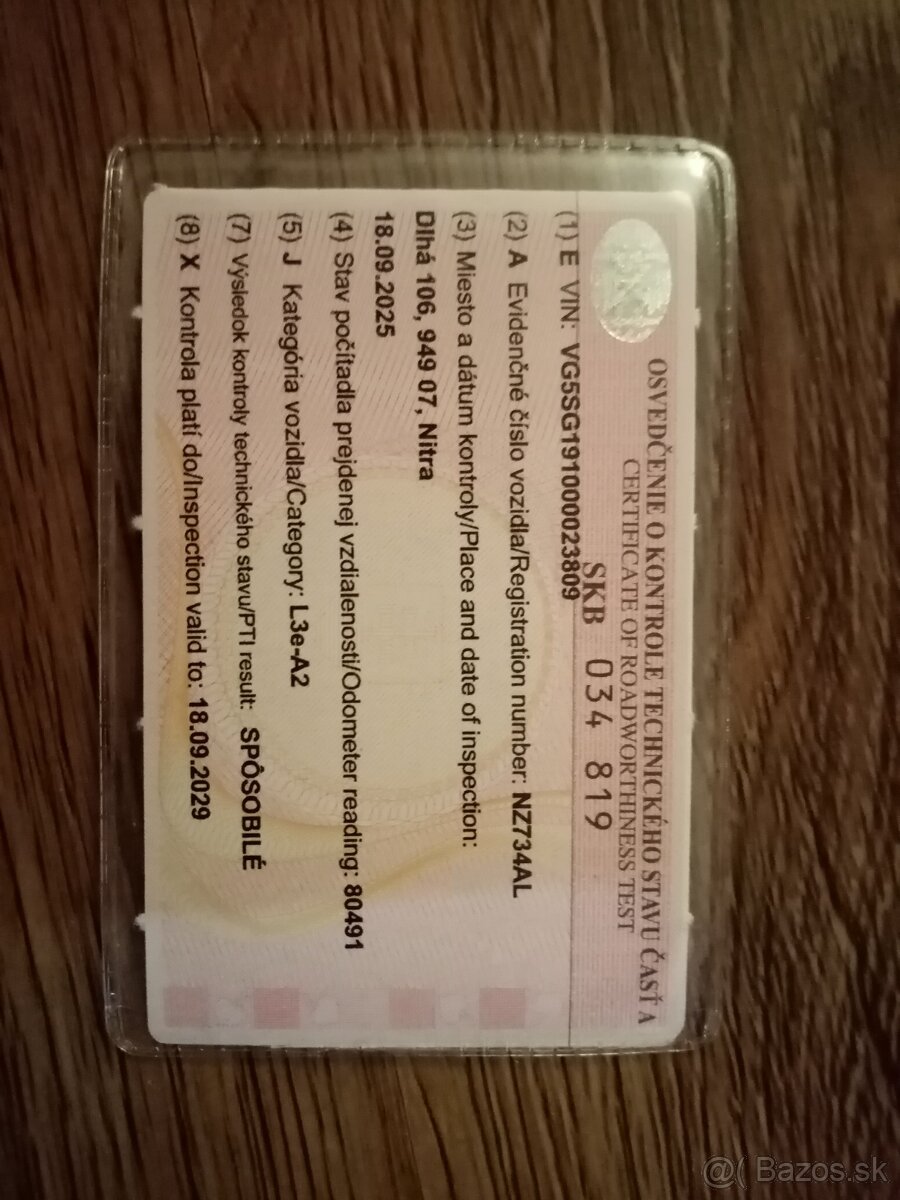 OSVEDČENIE O KONTROLE TECHNICKÉHO STAVU ČASŤ A
CERTIFICATE OF ROADWORTHINESS TEST
SKB 034 819
(1) E VIN: VG5SG191000023809
(2) A Evidenčné číslo vozidla/Registration number: NZ734AL
(3) Miesto a dátum kontroly/Place and date of inspection:
Dlhá 106, 949 07, Nitra
18.09.2025
(4) Stav počítadla prejdenej vzdialenosti/Odometer reading: 80491
(5) J Kategória vozidla/Category: L3e-A2
(7) Výsledok kontroly technického stavu/PTI result: SPÔSOBILÉ
(8) X Kontrola platí do/Inspection valid to: 18.09.2029
@( Bazos.sk